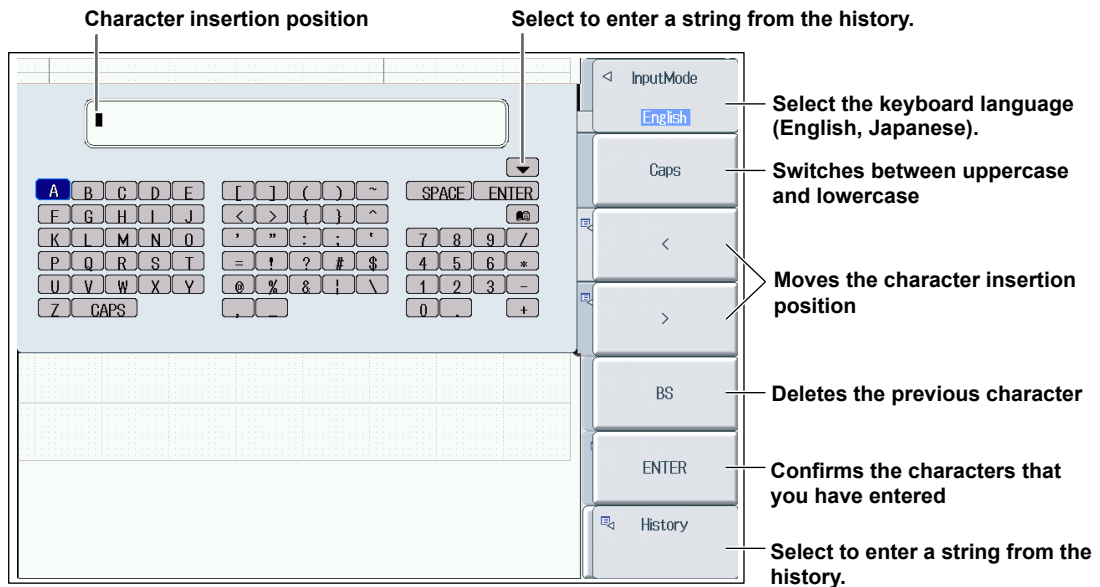 Character insertion position
Select to enter a string from the history.
InputMode
English
Select the keyboard language
(English, Japanese).
Caps
Switches between uppercase
and lowercase
A B C D E [ ] ( ) ~ SPACE ENTER
F G H I J < > { } ^
K L M N O ' " : ; ‛ 7 8 9 /
P Q R S T = ! ? # $ 4 5 6 *
U V W X Y @ % & ¦ \ 1 2 3 -
Z CAPS , _ 0 . +
<
>
Moves the character insertion
position
BS
Deletes the previous character
ENTER
Confirms the characters that
you have entered
History
Select to enter a string from the
history.